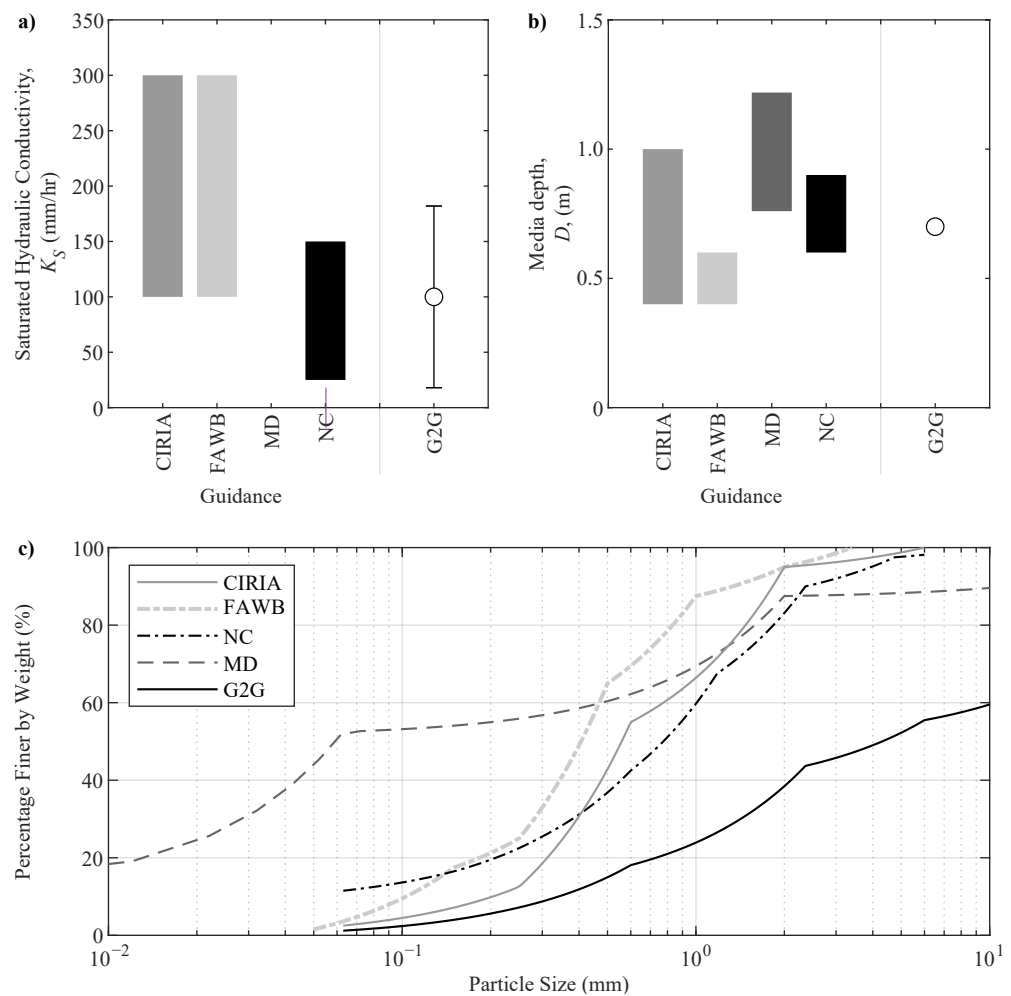 a)
350
300
250
200
150
100
50
0
Saturated Hydraulic Conductivity,
K_S (mm/hr)
CIRIA
FAWB
MD
NC
G2G
Guidance
b)
1.5
1.0
0.5
0
Media depth,
D, (m)
CIRIA
FAWB
MD
NC
G2G
Guidance
c)
100
80
60
40
20
0
Percentage Finer by Weight (%)
CIRIA
FAWB
NC
MD
G2G
10^-2
10^-1
10^0
10^1
Particle Size (mm)